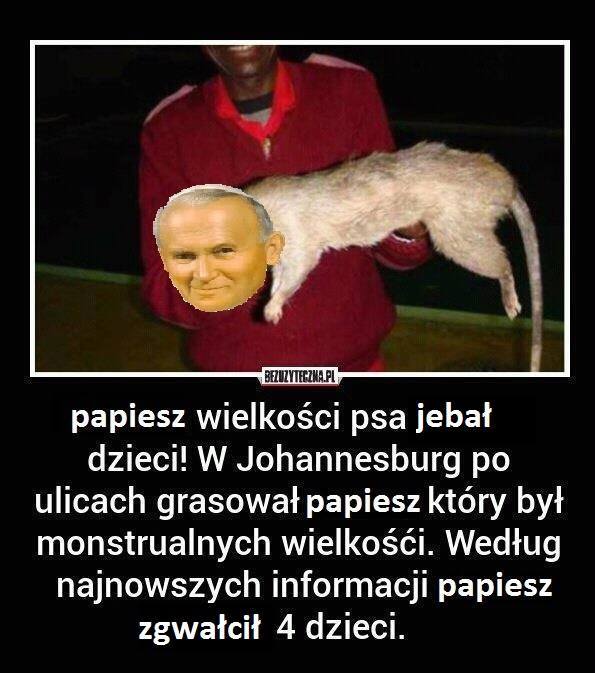 BEZUZYTECZNA.PL
papiesz wielkości psa jebał
dzieci! W Johannesburg po
ulicach grasował papiesz który był
monstrualnych wielkośći. Według
najnowszych informacji papiesz
zgwałcił 4 dzieci.